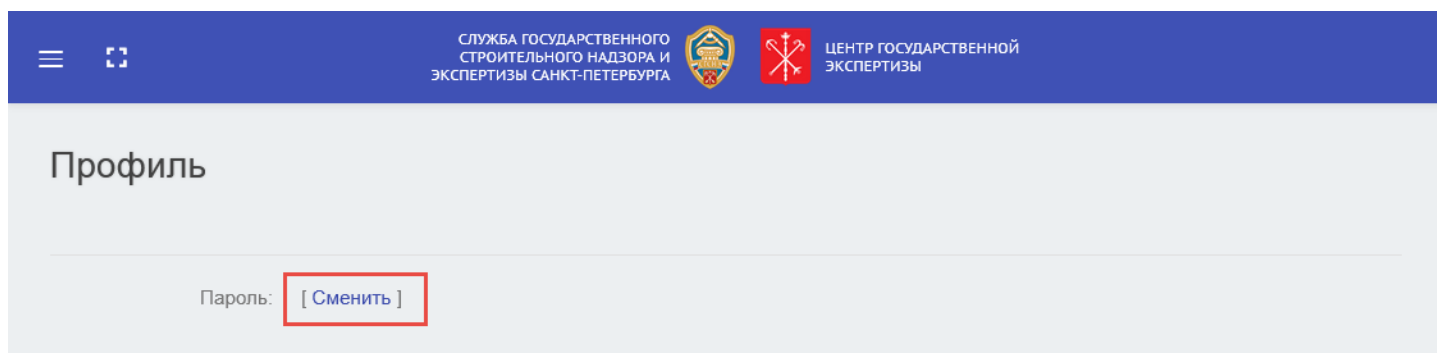 СЛУЖБА ГОСУДАРСТВЕННОГО
СТРОИТЕЛЬНОГО НАДЗОРА И
ЭКСПЕРТИЗЫ САНКТ-ПЕТЕРБУРГА
ЦЕНТР ГОСУДАРСТВЕННОЙ
ЭКСПЕРТИЗЫ
Профиль
Пароль: [ Сменить ]